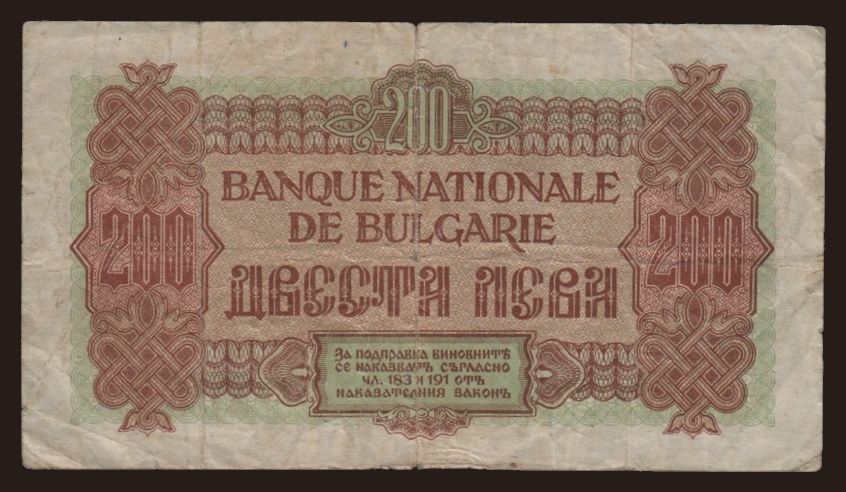 200
BANQUE NATIONALE
DE BULGARIE
200 200
ДВЕСТА ЛЕВА
ЗА ПОДПРАВКА ВИНОВНИТѢ
СЕ НАКАЗВАТЪ СЪГЛАСНО
ЧЛ. 183 И 191 ОТЪ
НАКАЗАТЕЛНИЯ ЗАКОНЪ